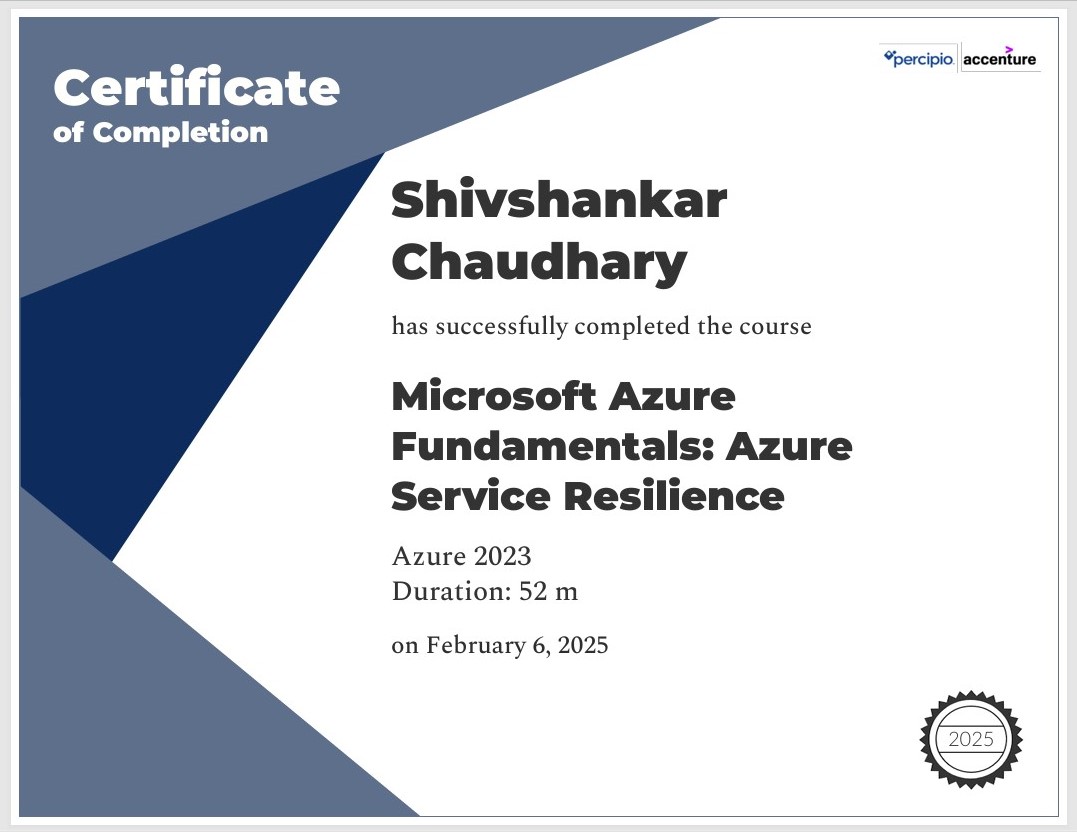 Certificate
of Completion
percipio. accenture
Shivshankar
Chaudhary
has successfully completed the course
Microsoft Azure
Fundamentals: Azure
Service Resilience
Azure 2023
Duration: 52 m
on February 6, 2025
2025